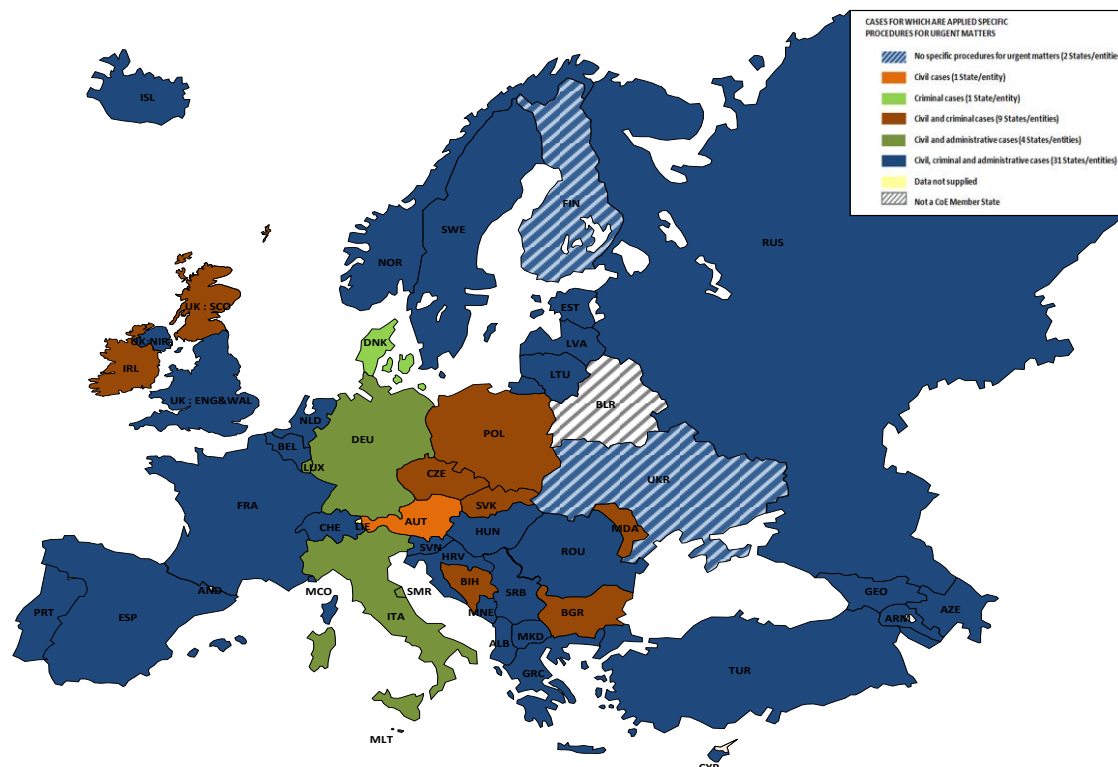 CASES FOR WHICH ARE APPLIED SPECIFIC
PROCEDURES FOR URGENT MATTERS
No specific procedures for urgent matters (2 States/entities
Civil cases (1 State/entity)
Criminal cases (1 State/entity)
Civil and criminal cases (9 States/entities)
Civil and administrative cases (4 States/entities)
Civil, criminal and administrative cases (31 States/entities)
Data not supplied
Not a CoE Member State
ISL
FIN
SWE
RUS
NOR
UK : SCO
EST
UK:NIR
DNK
LVA
IRL
LTU
UK : ENG&WAL
BLR
NLD
DEU
POL
BEL
LUX
CZE
UKR
FRA
SVK
CHE
LIE
AUT
MDA
HUN
SVN
ROU
HRV
BIH
AND
MCO
SMR
SRB
GEO
PRT
ESP
ITA
MNE
BGR
AZE
ARM
ALB
MKD
GRC
TUR
MLT
CYP